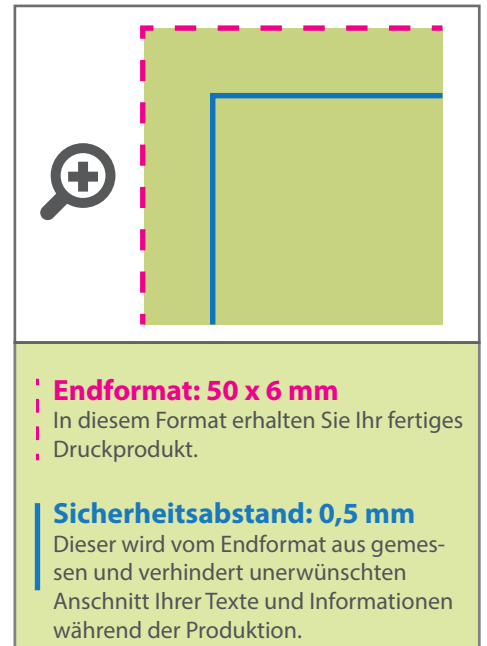 Endformat: 50 x 6 mm
In diesem Format erhalten Sie Ihr fertiges
Druckprodukt.
Sicherheitsabstand: 0,5 mm
Dieser wird vom Endformat aus gemes-
sen und verhindert unerwünschten
Anschnitt Ihrer Texte und Informationen
während der Produktion.